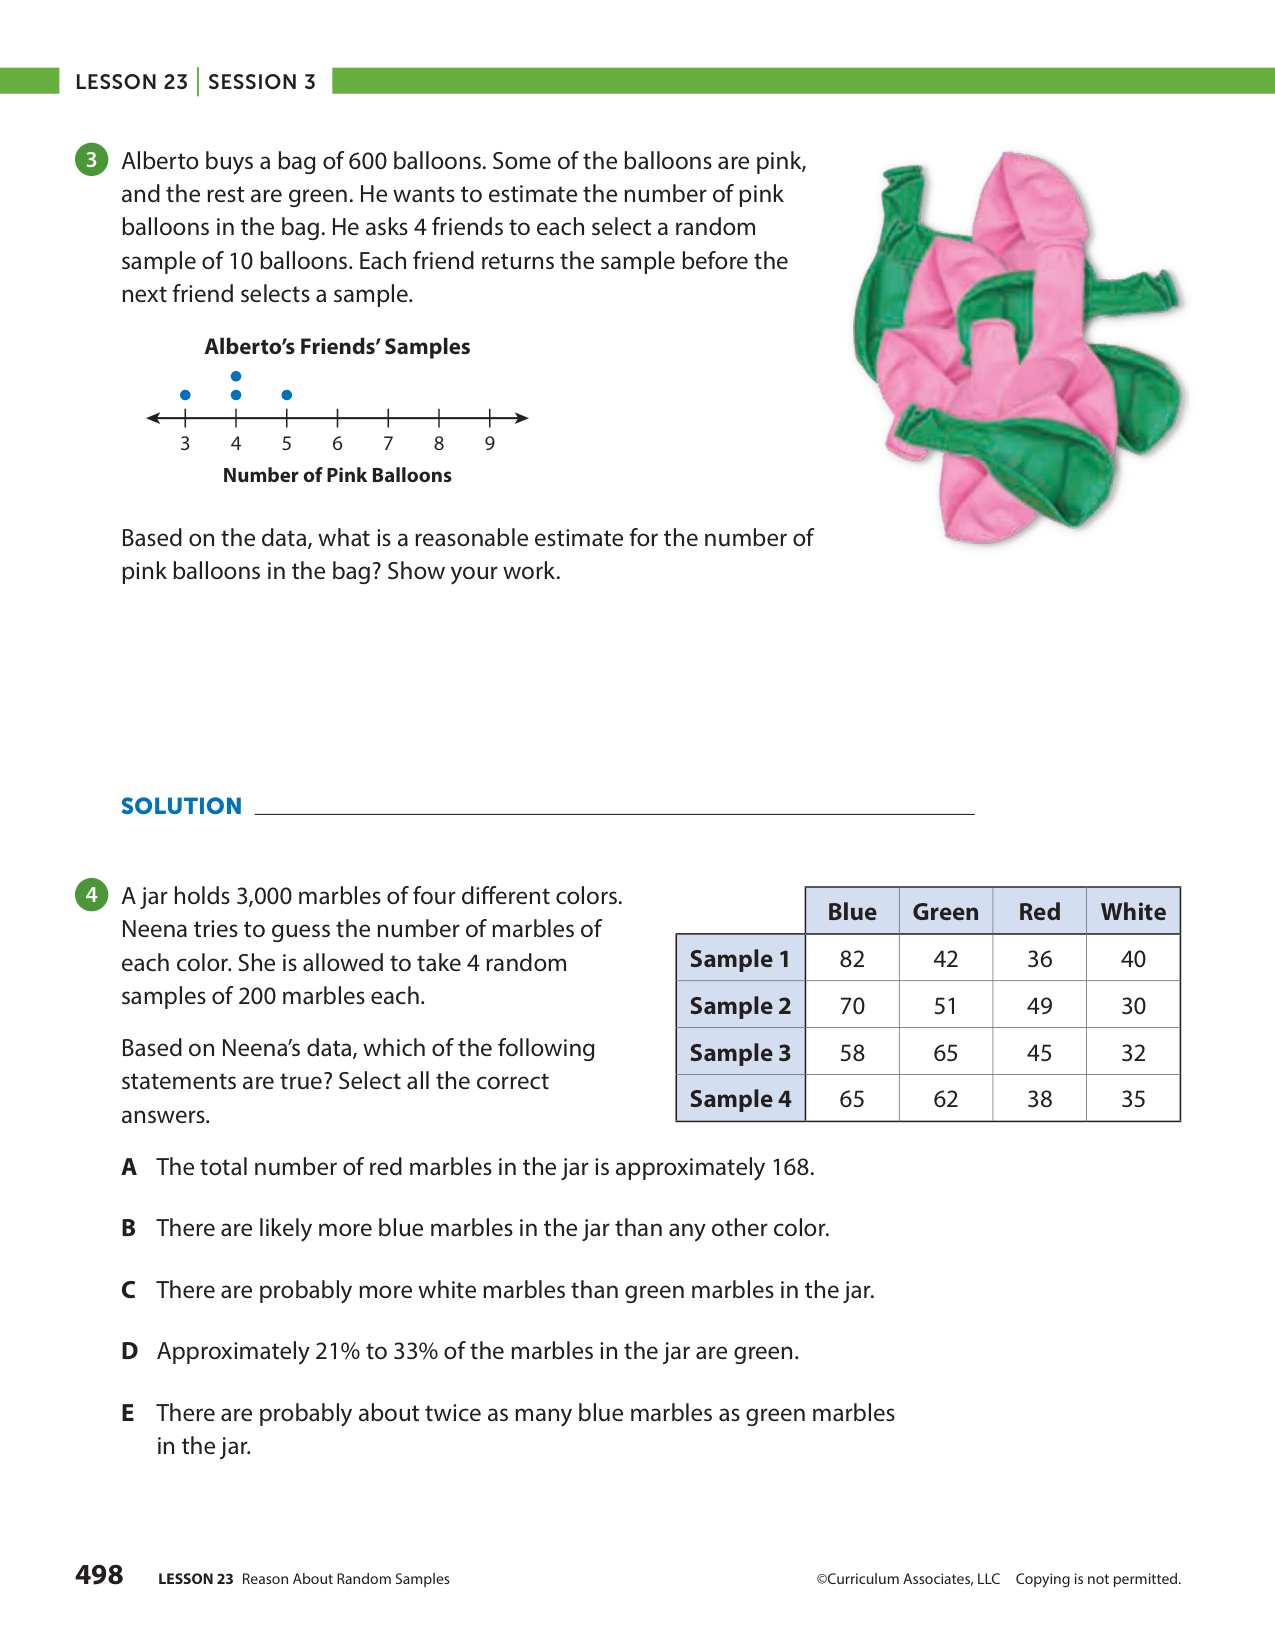 LESSON 23 | SESSION 3
3 Alberto buys a bag of 600 balloons. Some of the balloons are pink,
and the rest are green. He wants to estimate the number of pink
balloons in the bag. He asks 4 friends to each select a random
sample of 10 balloons. Each friend returns the sample before the
next friend selects a sample.
Alberto’s Friends’ Samples
3 4 5 6 7 8 9
Number of Pink Balloons
Based on the data, what is a reasonable estimate for the number of
pink balloons in the bag? Show your work.
SOLUTION
4 A jar holds 3,000 marbles of four different colors.
Neena tries to guess the number of marbles of
each color. She is allowed to take 4 random
samples of 200 marbles each.
Based on Neena’s data, which of the following
statements are true? Select all the correct
answers.
Blue Green Red White
Sample 1 82 42 36 40
Sample 2 70 51 49 30
Sample 3 58 65 45 32
Sample 4 65 62 38 35
A The total number of red marbles in the jar is approximately 168.
B There are likely more blue marbles in the jar than any other color.
C There are probably more white marbles than green marbles in the jar.
D Approximately 21% to 33% of the marbles in the jar are green.
E There are probably about twice as many blue marbles as green marbles
in the jar.
498 LESSON 23 Reason About Random Samples ©Curriculum Associates, LLC Copying is not permitted.